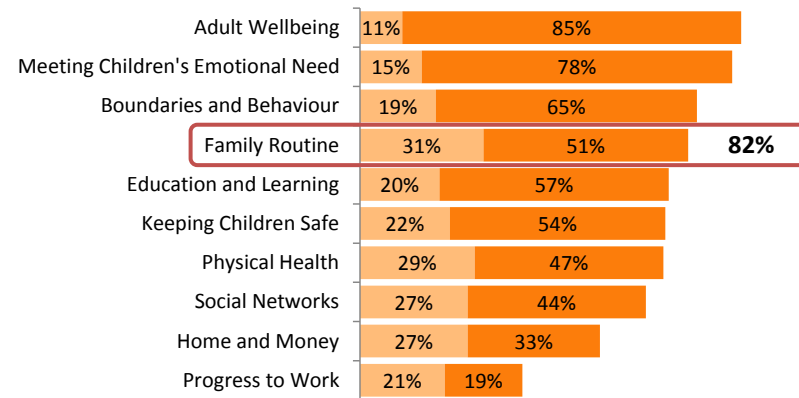 Adult Wellbeing 11% 85%
Meeting Children's Emotional Need 15% 78%
Boundaries and Behaviour 19% 65%
Family Routine 31% 51% 82%
Education and Learning 20% 57%
Keeping Children Safe 22% 54%
Physical Health 29% 47%
Social Networks 27% 44%
Home and Money 27% 33%
Progress to Work 21% 19%